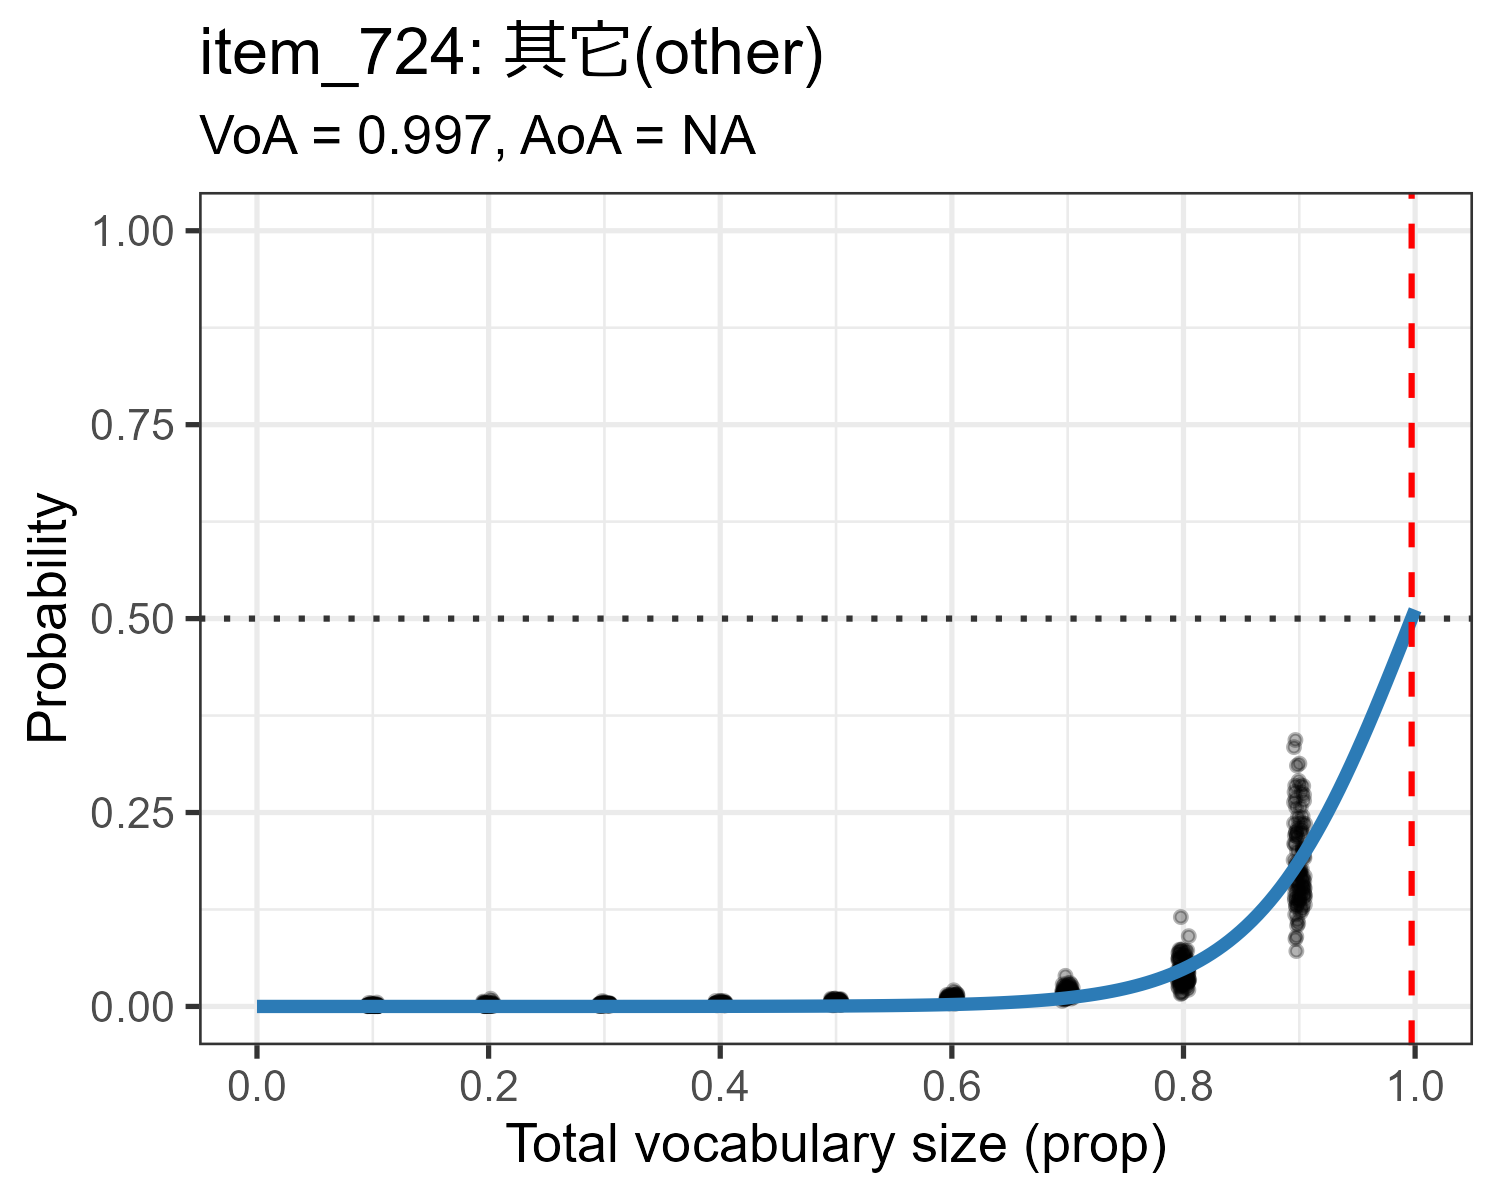 item_724: 其它(other)
VoA = 0.997, AoA = NA
Probability
1.00
0.75
0.50
0.25
0.00
0.0 0.2 0.4 0.6 0.8 1.0
Total vocabulary size (prop)